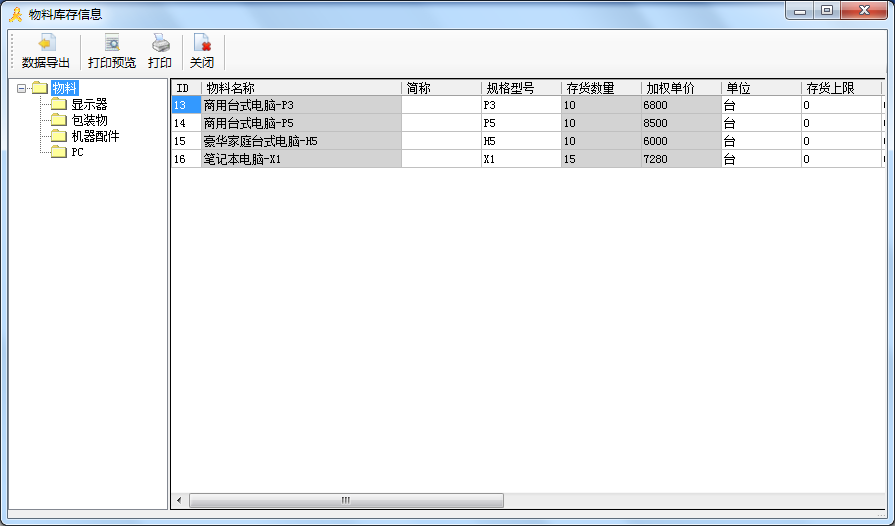 物料库存信息
数据导出 打印预览 打印 关闭
物料
显示器
包装物
机器配件
PC
ID 物料名称 简称 规格型号 存货数量 加权单价 单位 存货上限
13 商用台式电脑-P3 P3 10 6800 台 0
14 商用台式电脑-P5 P5 10 8500 台 0
15 豪华家庭台式电脑-H5 H5 10 6000 台 0
16 笔记本电脑-X1 X1 15 7280 台 0